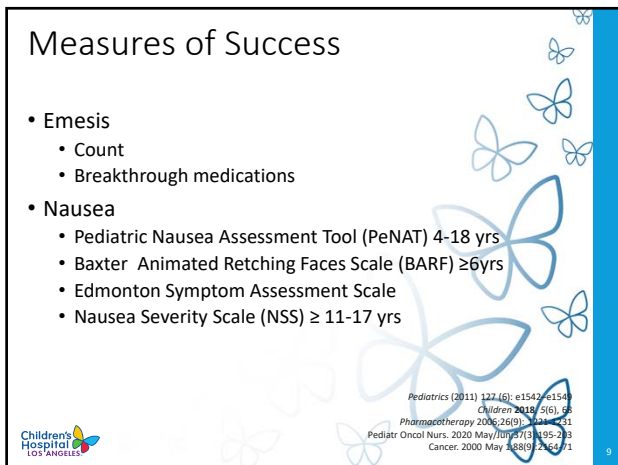 Measures of Success
• Emesis
• Count
• Breakthrough medications
• Nausea
• Pediatric Nausea Assessment Tool (PeNAT) 4-18 yrs
• Baxter Animated Retching Faces Scale (BARF) ≥6yrs
• Edmonton Symptom Assessment Scale
• Nausea Severity Scale (NSS) ≥ 11-17 yrs
Pediatrics (2011) 127 (6): e1542–e1549
Children 2018, 5(6), 68
Pharmacotherapy 2006;26(9): 1221-1231
Pediatr Oncol Nurs. 2020 May/Jun;37(3):195-203
Cancer. 2000 May 1;88(9):2164-71
Children's
Hospital
LOS ANGELES
9